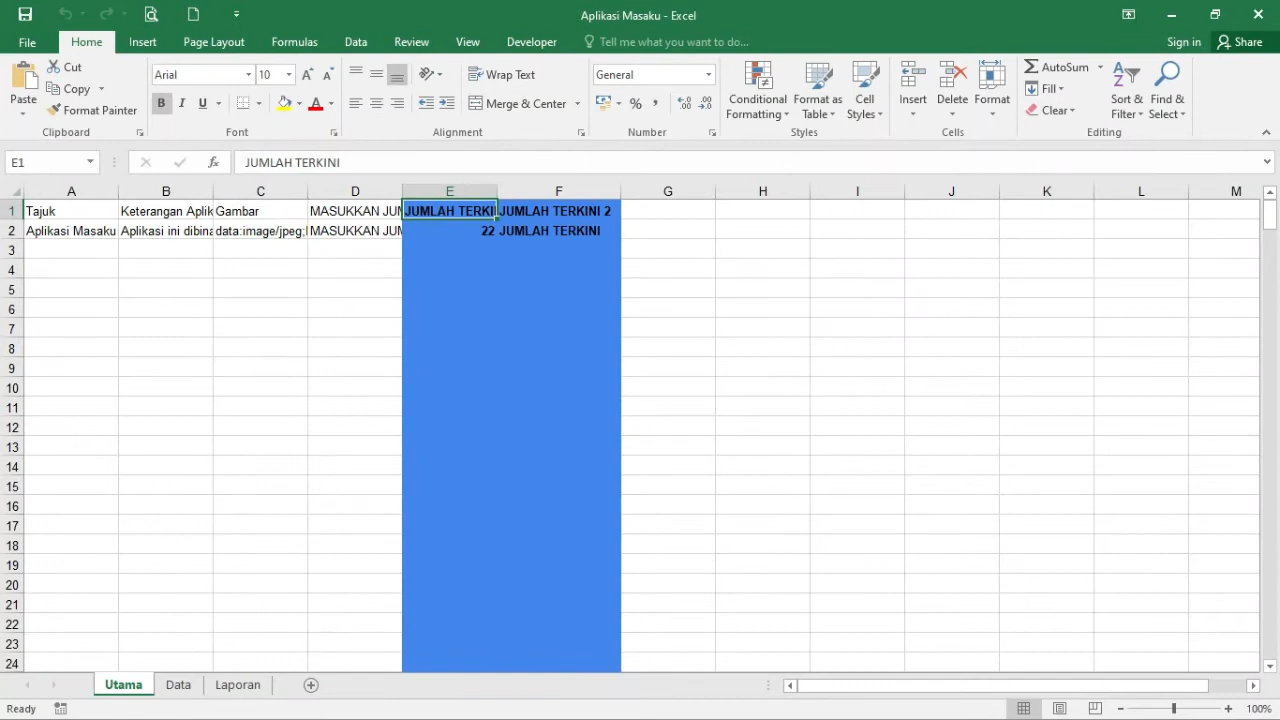 Aplikasi Masaku - Excel
File Home Insert Page Layout Formulas Data Review View Developer Tell me what you want to do... Sign in Share
Paste Cut Copy Format Painter Clipboard
Arial 10 B I U A Font
Wrap Text Merge & Center Alignment
General % Number
Conditional Formatting Format as Table Cell Styles Styles
Insert Delete Format Cells
AutoSum Fill Clear Sort & Filter Find & Select Editing
E1 fx JUMLAH TERKINI
A B C D E F G H I J K L M
1 Tajuk Keterangan Aplik Gambar MASUKKAN JUM JUMLAH TERKI JUMLAH TERKINI 2
2 Aplikasi Masaku Aplikasi ini dibina data:image/jpeg; MASUKKAN JUM 22 JUMLAH TERKINI
3
4
5
6
7
8
9
10
11
12
13
14
15
16
17
18
19
20
21
22
23
24
Utama Data Laporan
Ready 100%